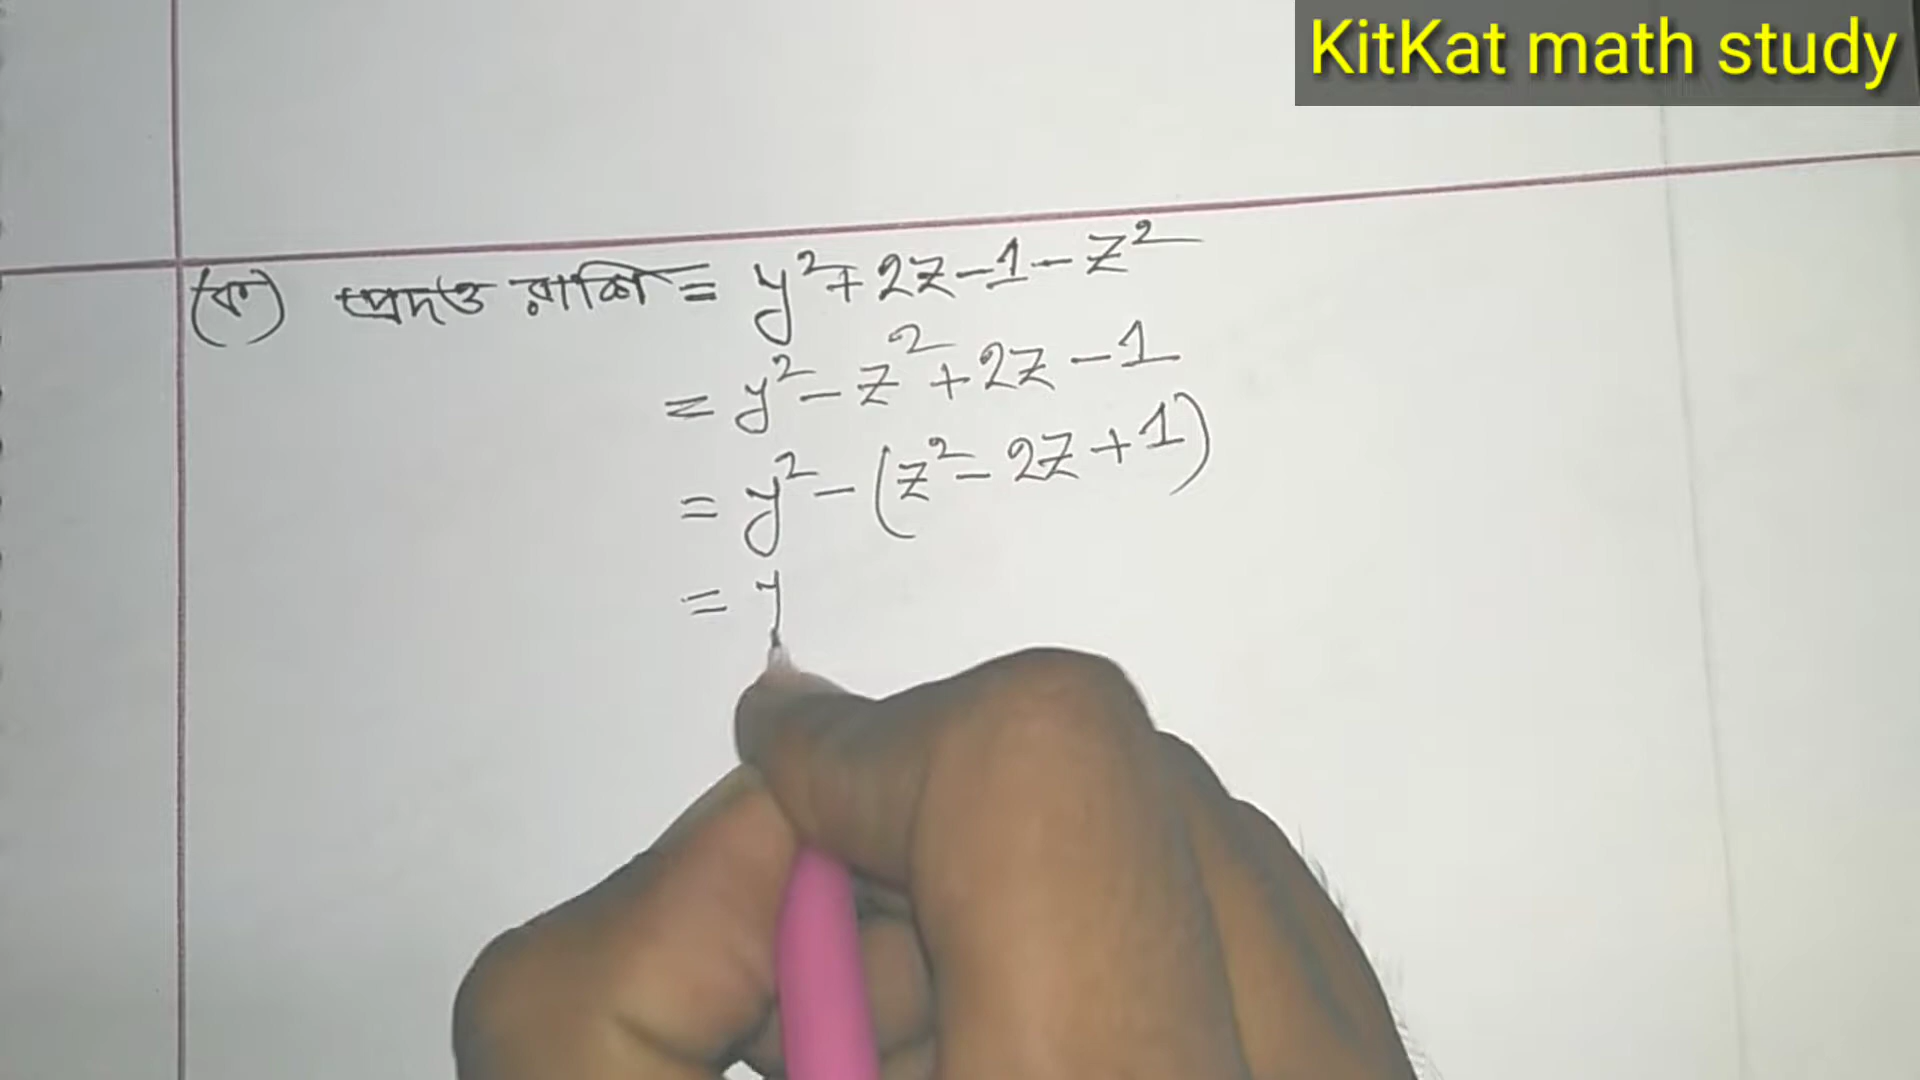 KitKat math study
(ক) প্রদত্ত রাশি = y² + 2z - 1 - z²
= y² - z² + 2z - 1
= y² - (z² - 2z + 1)
= y